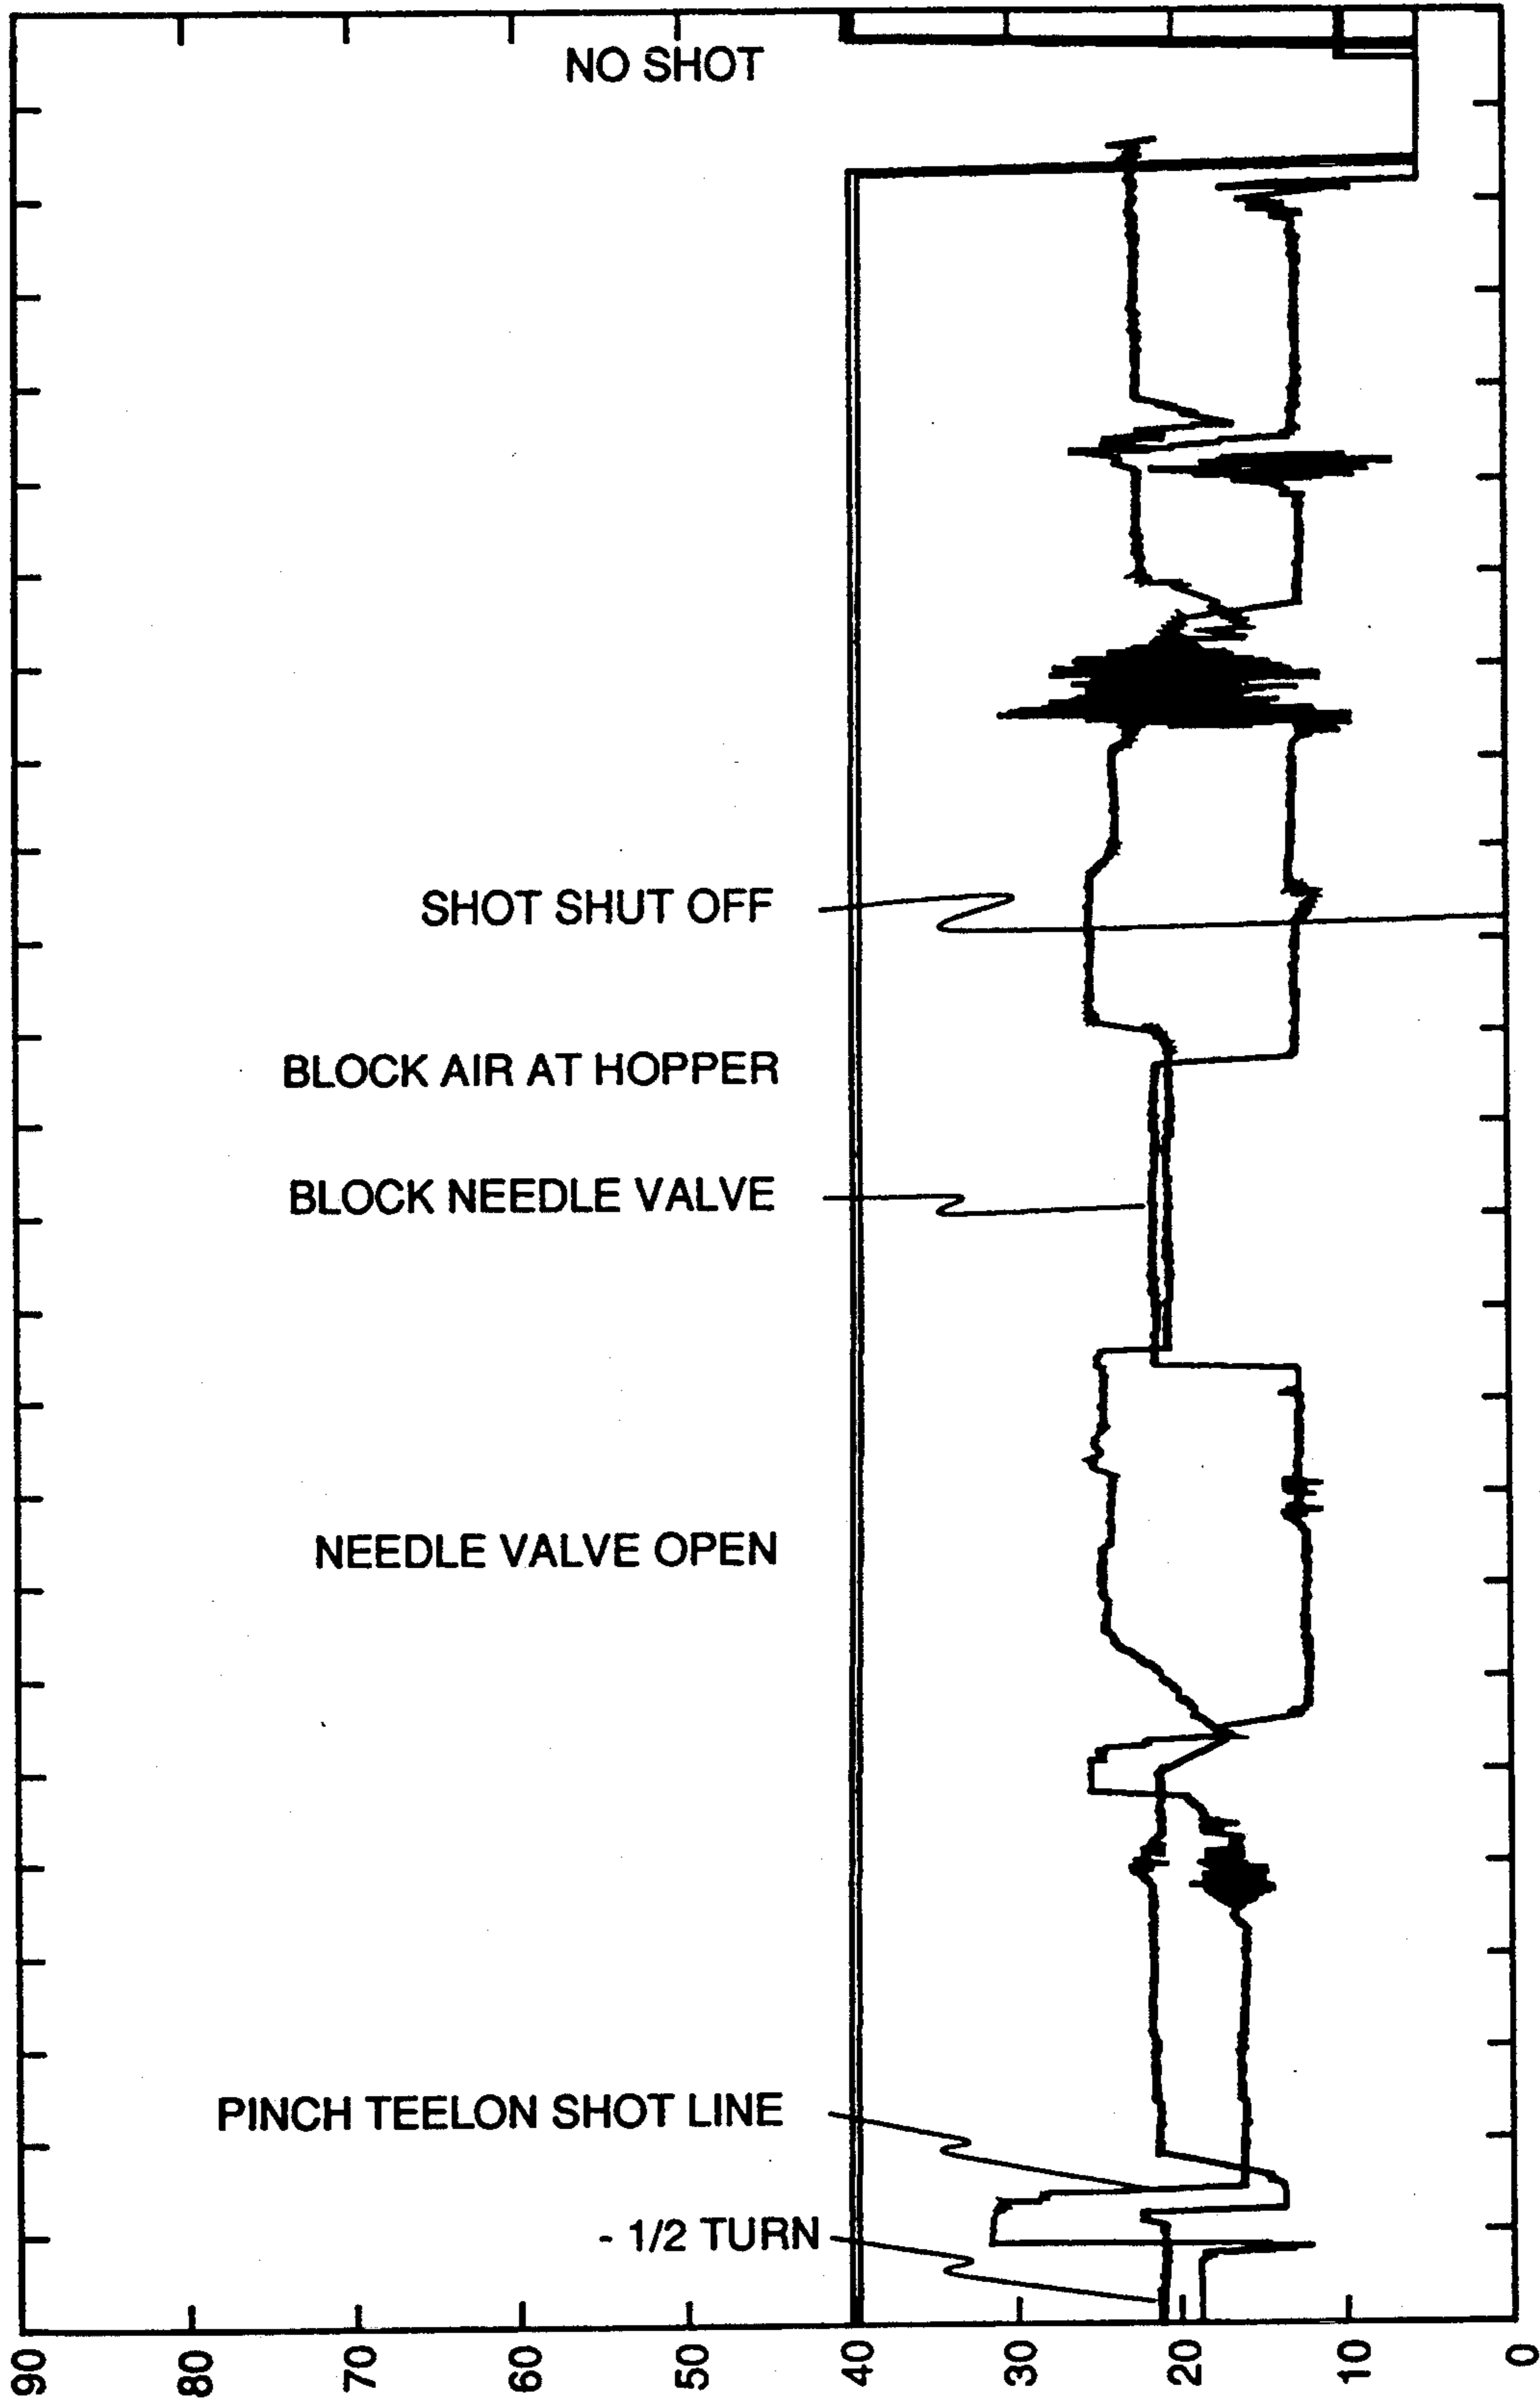 NO SHOT
SHOT SHUT OFF
BLOCK AIR AT HOPPER
BLOCK NEEDLE VALVE
NEEDLE VALVE OPEN
PINCH TEELON SHOT LINE
- 1/2 TURN
90 80 70 60 50 40 30 20 10 0